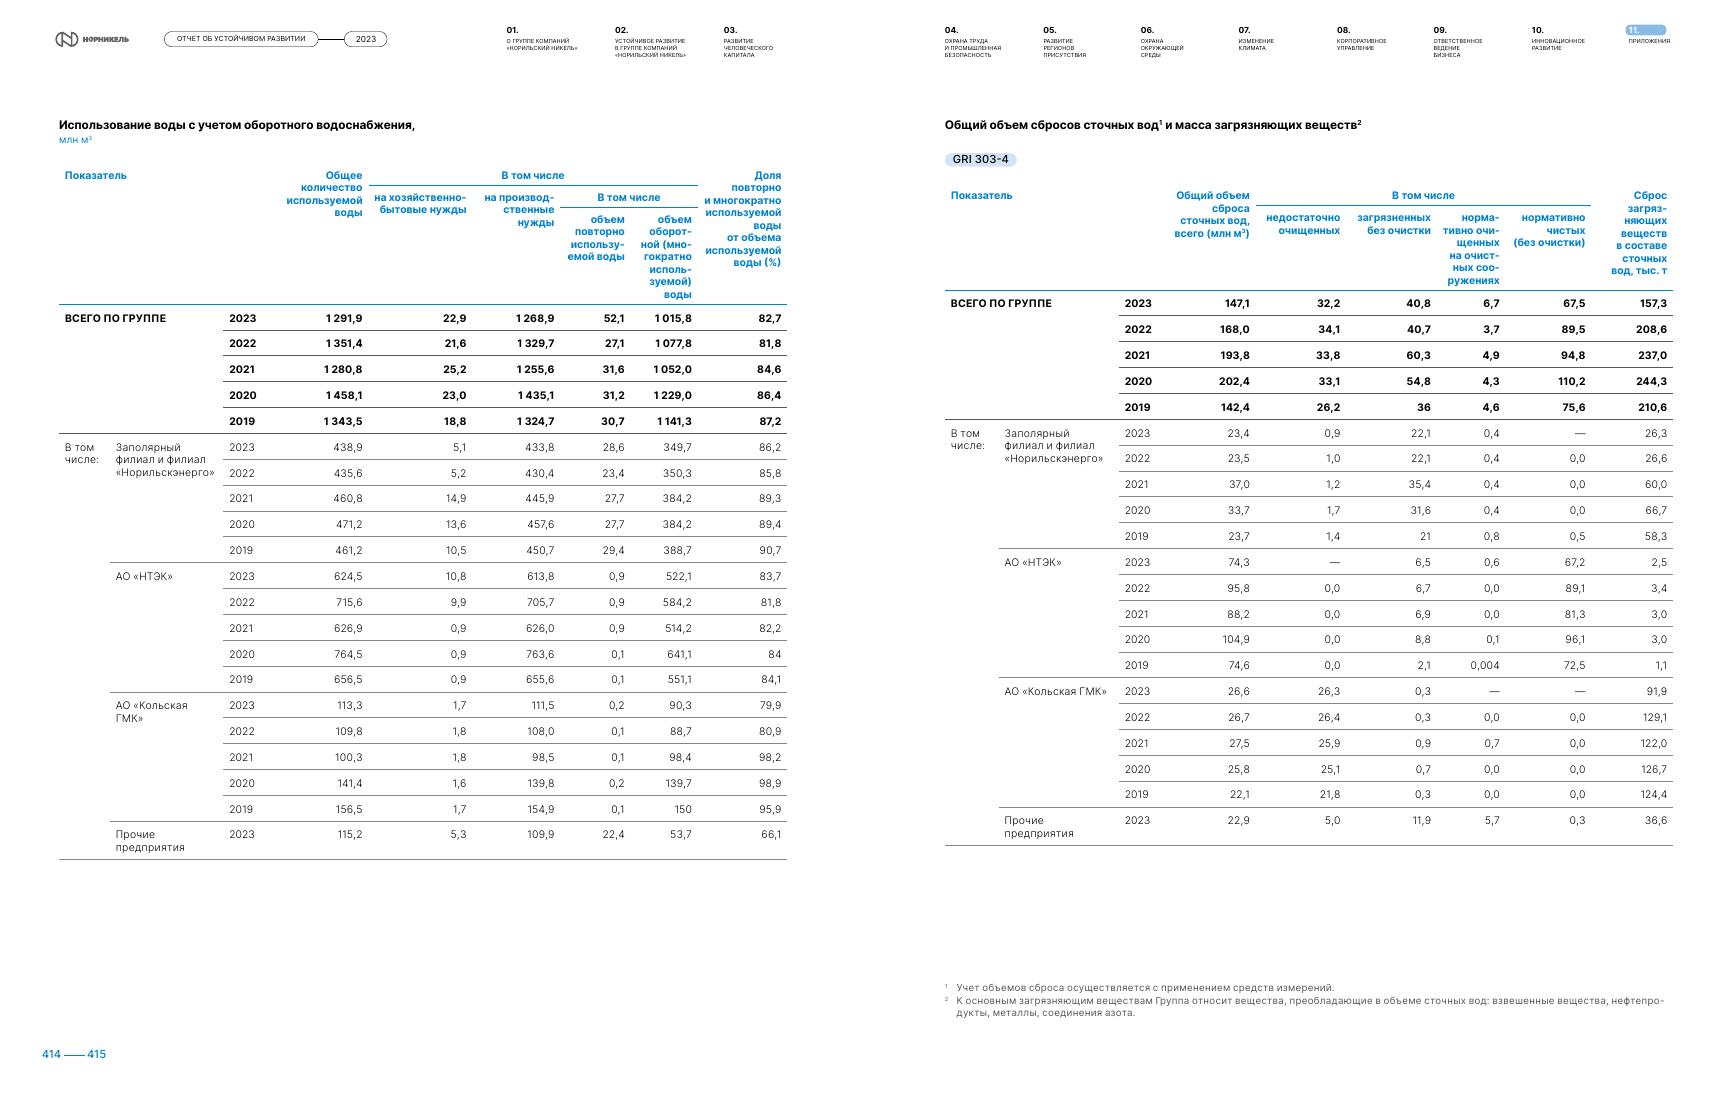 НОРНИКЕЛЬ
ОТЧЕТ ОБ УСТОЙЧИВОМ РАЗВИТИИ 2023
01.
О ГРУППЕ КОМПАНИЙ
«НОРИЛЬСКИЙ НИКЕЛЬ»
02.
УСТОЙЧИВОЕ РАЗВИТИЕ
В ГРУППЕ КОМПАНИЙ
«НОРИЛЬСКИЙ НИКЕЛЬ»
03.
РАЗВИТИЕ
ЧЕЛОВЕЧЕСКОГО
КАПИТАЛА
04.
ОХРАНА ТРУДА
И ПРОМЫШЛЕННАЯ
БЕЗОПАСНОСТЬ
05.
РАЗВИТИЕ
РЕГИОНОВ
ПРИСУТСТВИЯ
06.
ОХРАНА
ОКРУЖАЮЩЕЙ
СРЕДЫ
07.
ИЗМЕНЕНИЕ
КЛИМАТА
08.
КОРПОРАТИВНОЕ
УПРАВЛЕНИЕ
09.
ОТВЕТСТВЕННОЕ
ВЕДЕНИЕ
БИЗНЕСА
10.
ИННОВАЦИОННОЕ
РАЗВИТИЕ
11.
ПРИЛОЖЕНИЯ
Использование воды с учетом оборотного водоснабжения,
млн м³
Показатель
Общее
количество
используемой
воды
В том числе
на хозяйственно-
бытовые нужды
на производ-
ственные
нужды
В том числе
объем
повторно
использу-
емой воды
объем
оборот-
ной (мно-
гократно
исполь-
зуемой)
воды
Доля
повторно
и многократно
используемой
воды
от объема
используемой
воды (%)
ВСЕГО ПО ГРУППЕ 2023 1 291,9 22,9 1 268,9 52,1 1 015,8 82,7
2022 1 351,4 21,6 1 329,7 27,1 1 077,8 81,8
2021 1 280,8 25,2 1 255,6 31,6 1 052,0 84,6
2020 1 458,1 23,0 1 435,1 31,2 1 229,0 86,4
2019 1 343,5 18,8 1 324,7 30,7 1 141,3 87,2
В том
числе:
Заполярный
филиал и филиал
«Норильскэнерго»
2023 438,9 5,1 433,8 28,6 349,7 86,2
2022 435,6 5,2 430,4 23,4 350,3 85,8
2021 460,8 14,9 445,9 27,7 384,2 89,3
2020 471,2 13,6 457,6 27,7 384,2 89,4
2019 461,2 10,5 450,7 29,4 388,7 90,7
АО «НТЭК» 2023 624,5 10,8 613,8 0,9 522,1 83,7
2022 715,6 9,9 705,7 0,9 584,2 81,8
2021 626,9 0,9 626,0 0,9 514,2 82,2
2020 764,5 0,9 763,6 0,1 641,1 84
2019 656,5 0,9 655,6 0,1 551,1 84,1
АО «Кольская
ГМК»
2023 113,3 1,7 111,5 0,2 90,3 79,9
2022 109,8 1,8 108,0 0,1 88,7 80,9
2021 100,3 1,8 98,5 0,1 98,4 98,2
2020 141,4 1,6 139,8 0,2 139,7 98,9
2019 156,5 1,7 154,9 0,1 150 95,9
Прочие
предприятия
2023 115,2 5,3 109,9 22,4 53,7 66,1
Общий объем сбросов сточных вод¹ и масса загрязняющих веществ²
GRI 303-4
Показатель
Общий объем
сброса
сточных вод,
всего (млн м³)
В том числе
недостаточно
очищенных
загрязненных
без очистки
норма-
тивно очи-
щенных
на очист-
ных соо-
ружениях
нормативно
чистых
(без очистки)
Сброс
загряз-
няющих
веществ
в составе
сточных
вод, тыс. т
ВСЕГО ПО ГРУППЕ 2023 147,1 32,2 40,8 6,7 67,5 157,3
2022 168,0 34,1 40,7 3,7 89,5 208,6
2021 193,8 33,8 60,3 4,9 94,8 237,0
2020 202,4 33,1 54,8 4,3 110,2 244,3
2019 142,4 26,2 36 4,6 75,6 210,6
В том
числе:
Заполярный
филиал и филиал
«Норильскэнерго»
2023 23,4 0,9 22,1 0,4 — 26,3
2022 23,5 1,0 22,1 0,4 0,0 26,6
2021 37,0 1,2 35,4 0,4 0,0 60,0
2020 33,7 1,7 31,6 0,4 0,0 66,7
2019 23,7 1,4 21 0,8 0,5 58,3
АО «НТЭК» 2023 74,3 — 6,5 0,6 67,2 2,5
2022 95,8 0,0 6,7 0,0 89,1 3,4
2021 88,2 0,0 6,9 0,0 81,3 3,0
2020 104,9 0,0 8,8 0,1 96,1 3,0
2019 74,6 0,0 2,1 0,004 72,5 1,1
АО «Кольская ГМК» 2023 26,6 26,3 0,3 — — 91,9
2022 26,7 26,4 0,3 0,0 0,0 129,1
2021 27,5 25,9 0,9 0,7 0,0 122,0
2020 25,8 25,1 0,7 0,0 0,0 126,7
2019 22,1 21,8 0,3 0,0 0,0 124,4
Прочие
предприятия
2023 22,9 5,0 11,9 5,7 0,3 36,6
¹ Учет объемов сброса осуществляется с применением средств измерений.
² К основным загрязняющим веществам Группа относит вещества, преобладающие в объеме сточных вод: взвешенные вещества, нефтепро-
дукты, металлы, соединения азота.
414 — 415